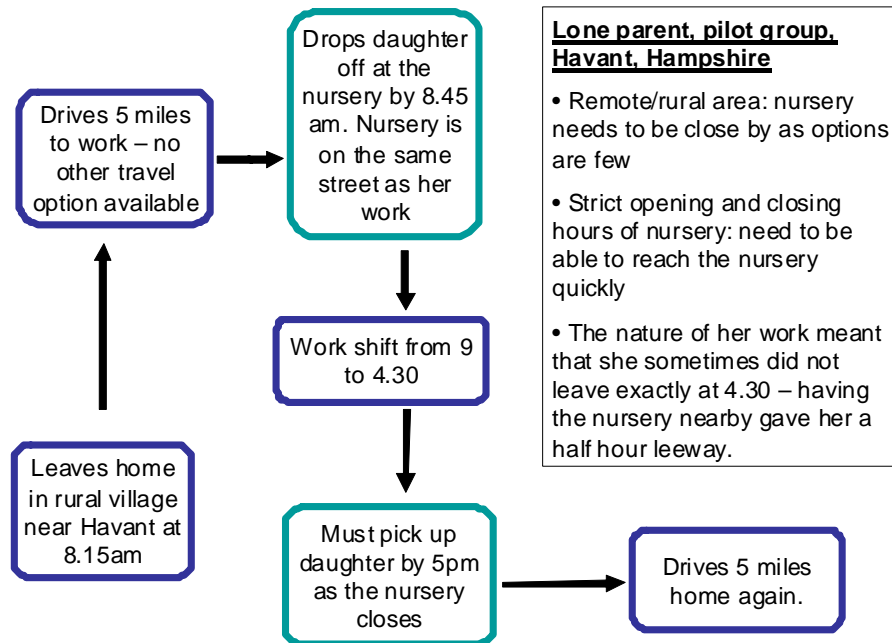 Leaves home
in rural village
near Havant at
8.15am
Drives 5 miles
to work – no
other travel
option available
Drops daughter
off at the
nursery by 8.45
am. Nursery is
on the same
street as her
work
Work shift from 9
to 4.30
Must pick up
daughter by 5pm
as the nursery
closes
Drives 5 miles
home again.
Lone parent, pilot group,
Havant, Hampshire
• Remote/rural area: nursery
needs to be close by as options
are few
• Strict opening and closing
hours of nursery: need to be
able to reach the nursery
quickly
• The nature of her work meant
that she sometimes did not
leave exactly at 4.30 – having
the nursery nearby gave her a
half hour leeway.